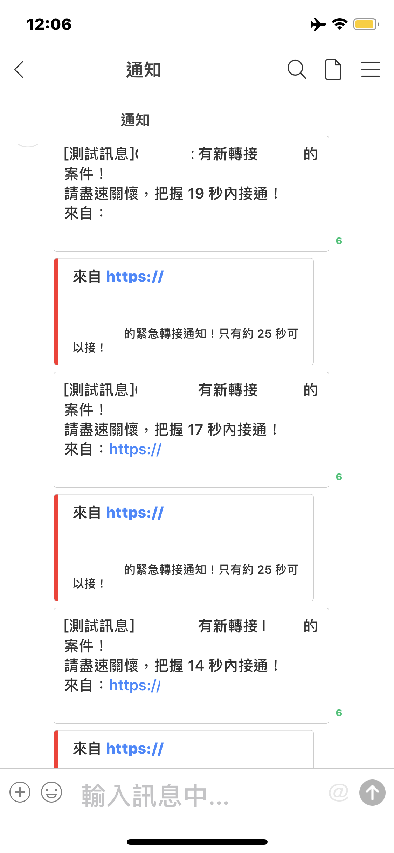 12:06
通知
通知
[測試訊息]( : 有新轉接 的
案件！
請盡速關懷，把握 19 秒內接通！
來自：
6
來自 https://
的緊急轉接通知！只有約 25 秒可
以接！
[測試訊息]( 有新轉接 的
案件！
請盡速關懷，把握 17 秒內接通！
來自：https://
6
來自 https://
的緊急轉接通知！只有約 25 秒可
以接！
[測試訊息] 有新轉接 的
案件！
請盡速關懷，把握 14 秒內接通！
來自：https://
6
來自 https://
輸入訊息中...
@